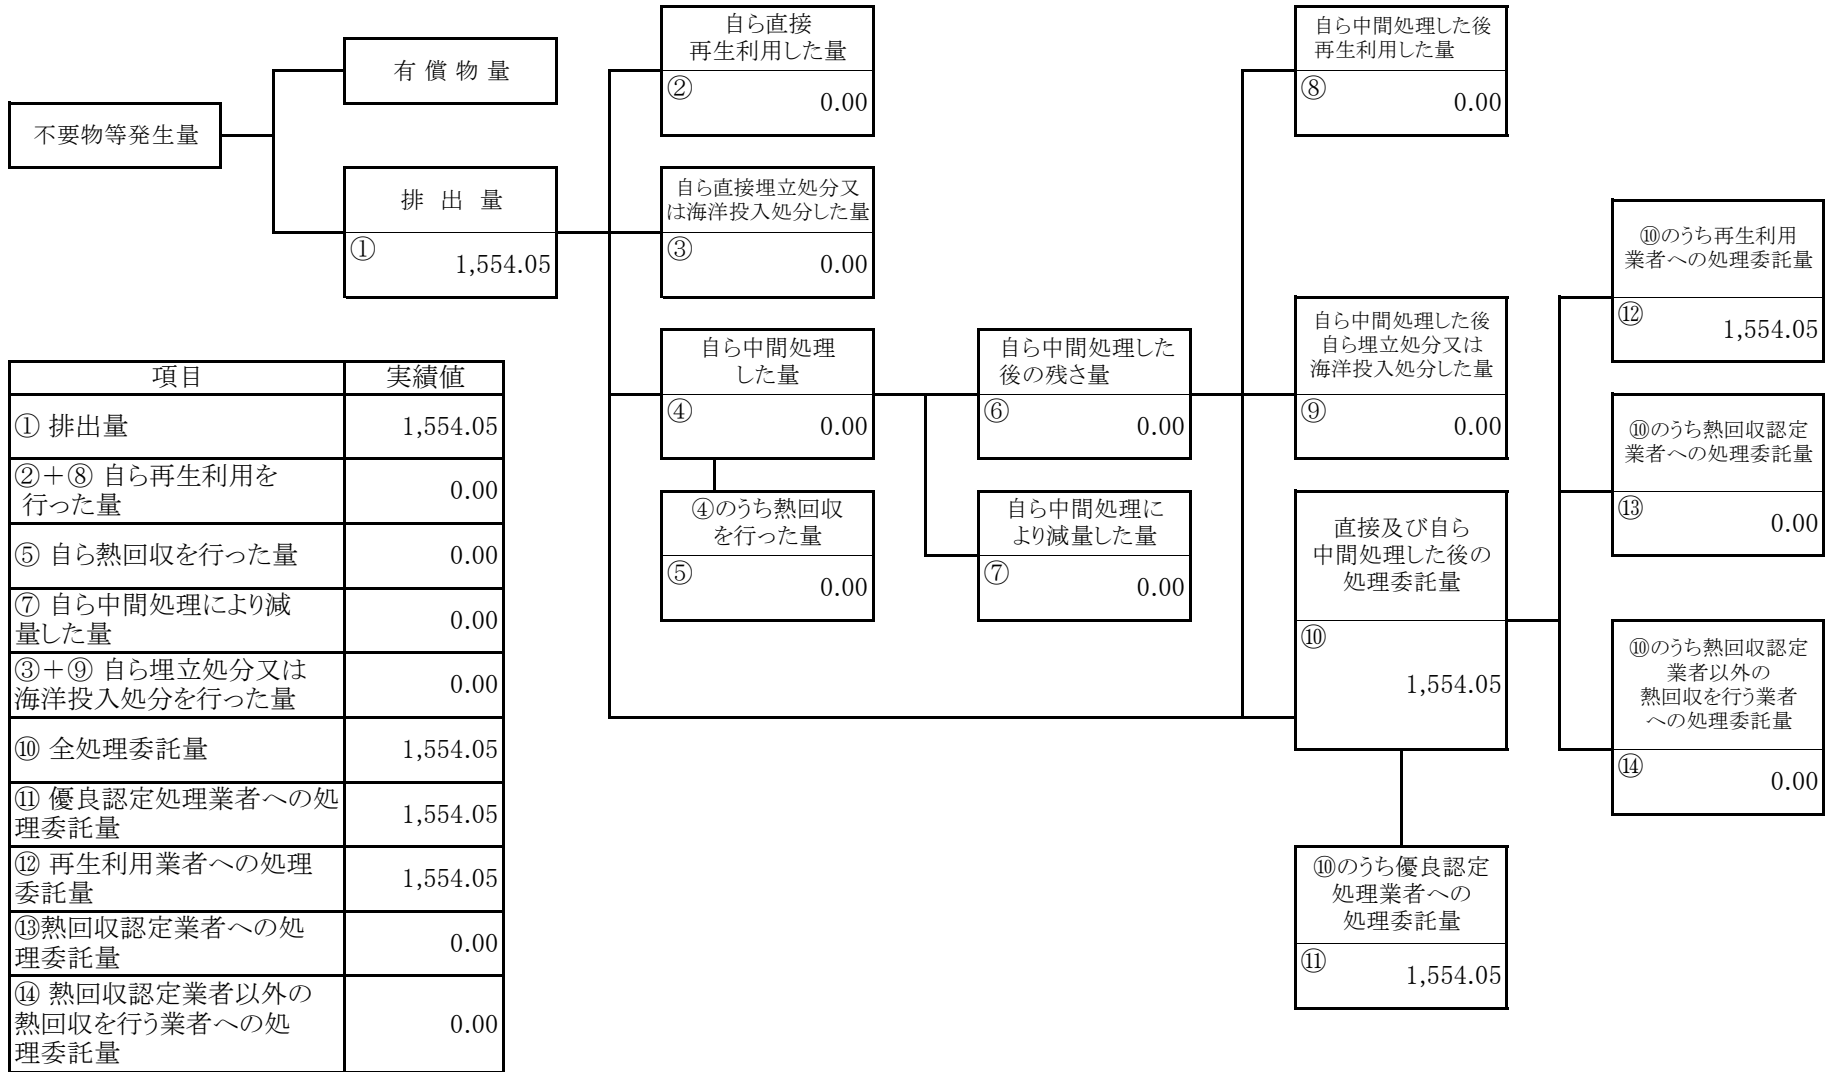 不要物等発生量
有 償 物 量
排 出 量
①
1,554.05
自ら直接
再生利用した量
②
0.00
自ら直接埋立処分又
は海洋投入処分した量
③
0.00
自ら中間処理
した量
④
0.00
④のうち熱回収
を行った量
⑤
0.00
自ら中間処理した
後の残さ量
⑥
0.00
自ら中間処理に
より減量した量
⑦
0.00
自ら中間処理した後
再生利用した量
⑧
0.00
自ら中間処理した後
自ら埋立処分又は
海洋投入処分した量
⑨
0.00
直接及び自ら
中間処理した後の
処理委託量
⑩
1,554.05
⑩のうち優良認定
処理業者への
処理委託量
⑪
1,554.05
⑩のうち再生利用
業者への処理委託量
⑫
1,554.05
⑩のうち熱回収認定
業者への処理委託量
⑬
0.00
⑩のうち熱回収認定
業者以外の
熱回収を行う業者
への処理委託量
⑭
0.00
項目 実績値
① 排出量 1,554.05
②＋⑧ 自ら再生利用を
行った量 0.00
⑤ 自ら熱回収を行った量 0.00
⑦ 自ら中間処理により減
量した量 0.00
③＋⑨ 自ら埋立処分又は
海洋投入処分を行った量 0.00
⑩ 全処理委託量 1,554.05
⑪ 優良認定処理業者への処
理委託量 1,554.05
⑫ 再生利用業者への処理
委託量 1,554.05
⑬熱回収認定業者への処
理委託量 0.00
⑭ 熱回収認定業者以外の
熱回収を行う業者への処
理委託量 0.00